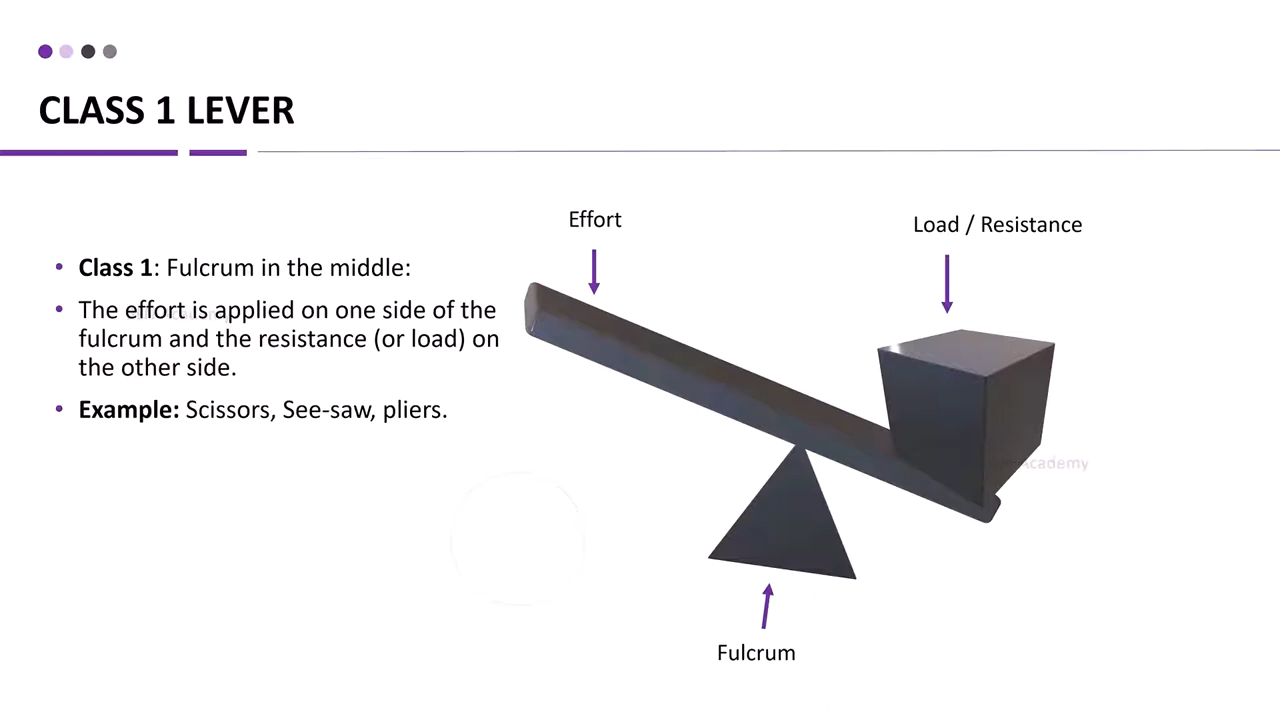 CLASS 1 LEVER
Effort
Load / Resistance
• Class 1: Fulcrum in the middle:
• The effort is applied on one side of the
fulcrum and the resistance (or load) on
the other side.
• Example: Scissors, See-saw, pliers.
Academy
Fulcrum